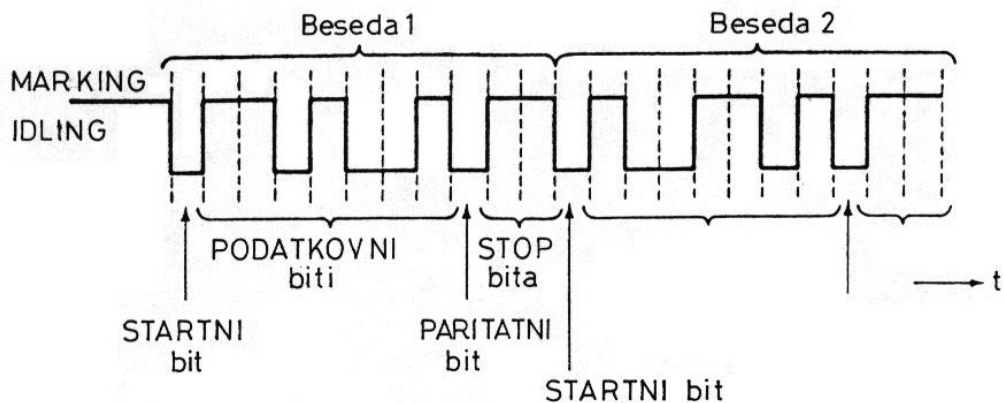 Beseda 1
Beseda 2
MARKING
IDLING
PODATKOVNI
biti
STOP
bita
t
STARTNI
bit
PARITATNI
bit
STARTNI bit